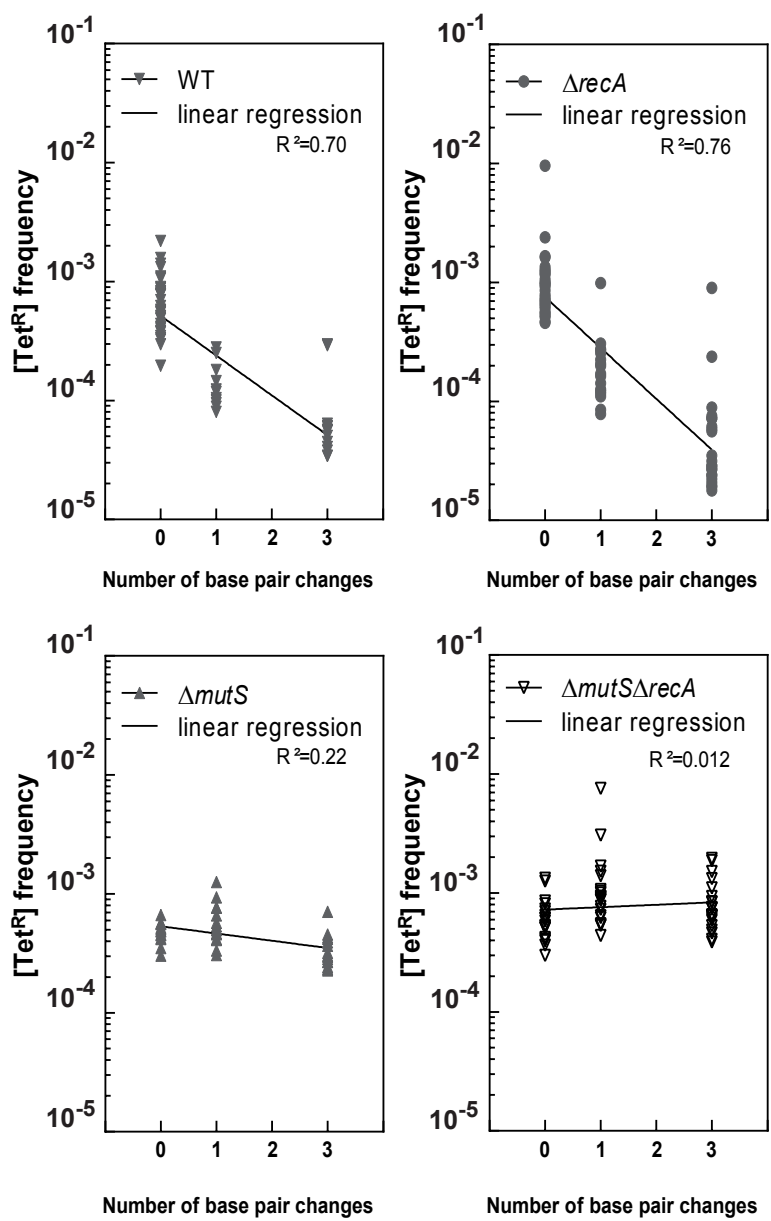 10⁻¹
WT
linear regression
R²=0.70
10⁻²
10⁻³
10⁻⁴
10⁻⁵
[Tetᴿ] frequency
0 1 2 3
Number of base pair changes
10⁻¹
ΔrecA
linear regression
R²=0.76
10⁻²
10⁻³
10⁻⁴
10⁻⁵
[Tetᴿ] frequency
0 1 2 3
Number of base pair changes
10⁻¹
ΔmutS
linear regression
R²=0.22
10⁻²
10⁻³
10⁻⁴
10⁻⁵
[Tetᴿ] frequency
0 1 2 3
Number of base pair changes
10⁻¹
ΔmutSΔrecA
linear regression
R²=0.012
10⁻²
10⁻³
10⁻⁴
10⁻⁵
[Tetᴿ] frequency
0 1 2 3
Number of base pair changes